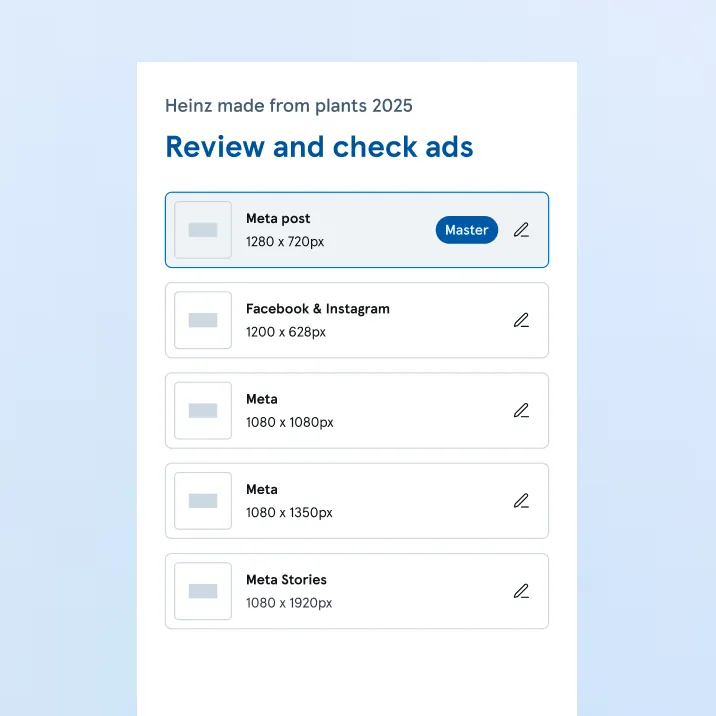 Heinz made from plants 2025
Review and check ads
Meta post
1280 x 720px
Master
Facebook & Instagram
1200 x 628px
Meta
1080 x 1080px
Meta
1080 x 1350px
Meta Stories
1080 x 1920px